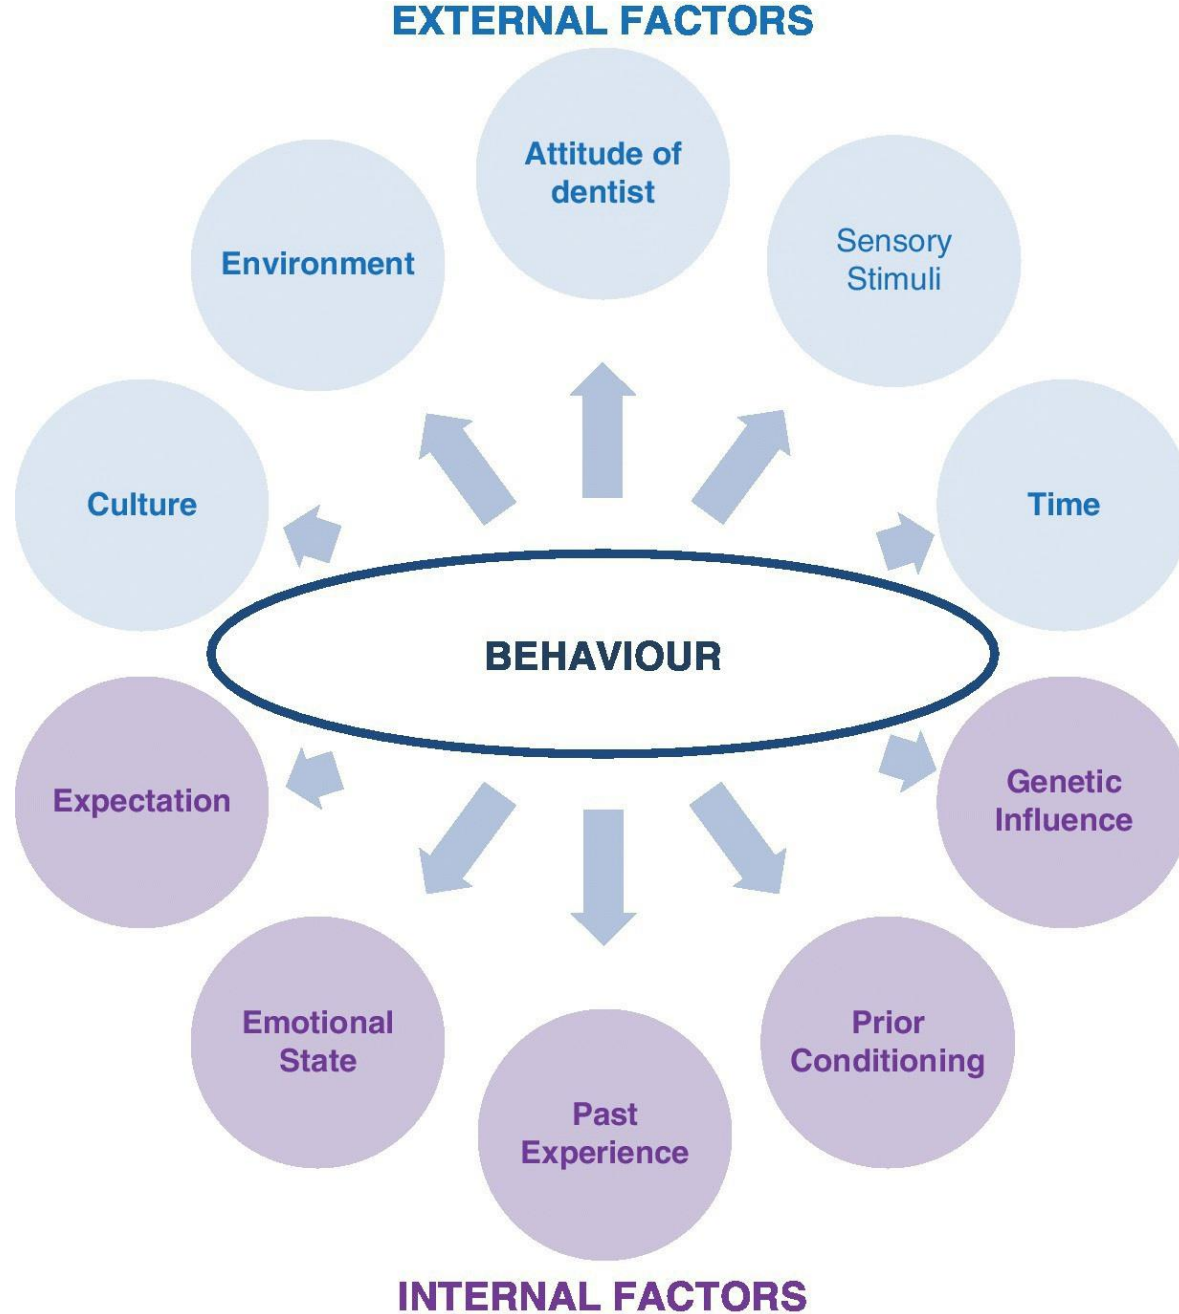 EXTERNAL FACTORS
Attitude of
dentist
Environment
Sensory
Stimuli
Culture
Time
BEHAVIOUR
Expectation
Genetic
Influence
Emotional
State
Prior
Conditioning
Past
Experience
INTERNAL FACTORS